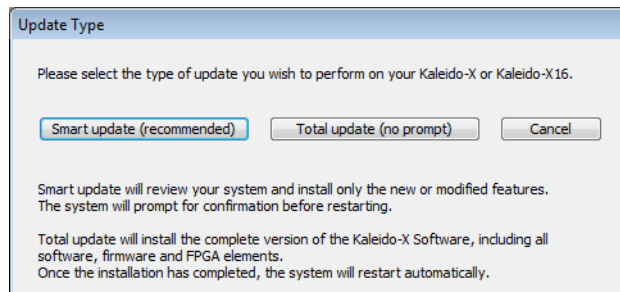 Update Type
Please select the type of update you wish to perform on your Kaleido-X or Kaleido-X16.
Smart update (recommended) Total update (no prompt) Cancel
Smart update will review your system and install only the new or modified features.
The system will prompt for confirmation before restarting.
Total update will install the complete version of the Kaleido-X Software, including all
software, firmware and FPGA elements.
Once the installation has completed, the system will restart automatically.